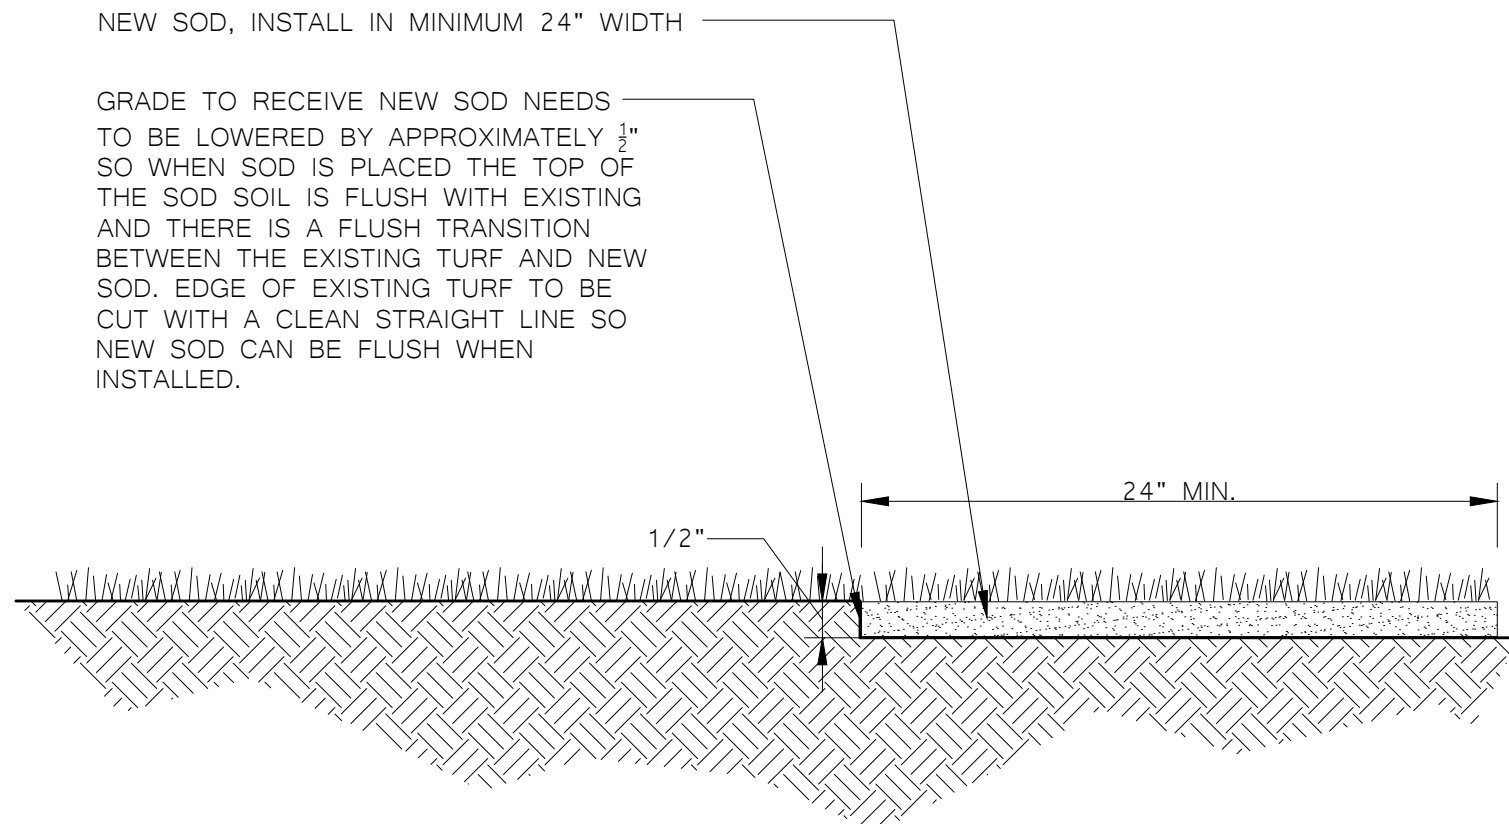 NEW SOD, INSTALL IN MINIMUM 24" WIDTH
GRADE TO RECEIVE NEW SOD NEEDS
TO BE LOWERED BY APPROXIMATELY ½"
SO WHEN SOD IS PLACED THE TOP OF
THE SOD SOIL IS FLUSH WITH EXISTING
AND THERE IS A FLUSH TRANSITION
BETWEEN THE EXISTING TURF AND NEW
SOD. EDGE OF EXISTING TURF TO BE
CUT WITH A CLEAN STRAIGHT LINE SO
NEW SOD CAN BE FLUSH WHEN
INSTALLED.
24" MIN.
1/2"